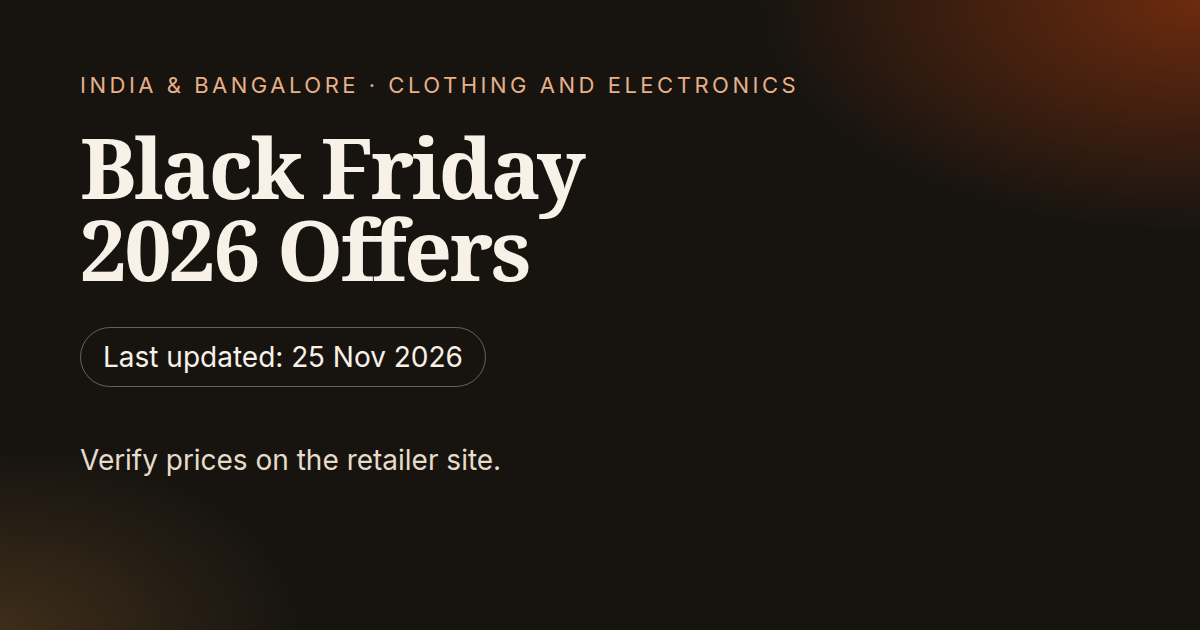 INDIA & BANGALORE · CLOTHING AND ELECTRONICS
Black Friday
2026 Offers
Last updated: 25 Nov 2026
Verify prices on the retailer site.